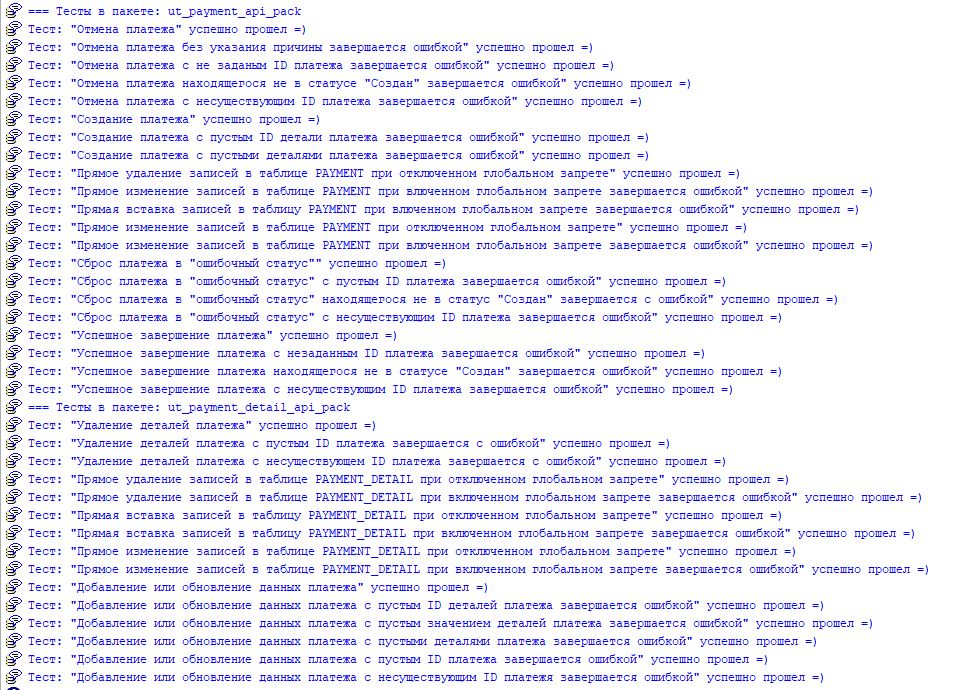 === Тесты в пакете: ut_payment_api_pack
Тест: "Отмена платежа" успешно прошел =)
Тест: "Отмена платежа без указания причины завершается ошибкой" успешно прошел =)
Тест: "Отмена платежа с не заданым ID платежа завершается ошибкой" успешно прошел =)
Тест: "Отмена платежа находящегося не в статусе "Создан" завершается ошибкой" успешно прошел =)
Тест: "Отмена платежа с несуществующим ID платежа завершается ошибкой" успешно прошел =)
Тест: "Создание платежа" успешно прошел =)
Тест: "Создание платежа с пустым ID детали платежа завершается ошибкой" успешно прошел =)
Тест: "Создание платежа с пустыми деталями платежа завершается ошибкой" успешно прошел =)
Тест: "Прямое удаление записей в таблице PAYMENT при отключенном глобальном запрете" успешно прошел =)
Тест: "Прямое изменение записей в таблице PAYMENT при влюченном глобальном запрете завершается ошибкой" успешно прошел =)
Тест: "Прямая вставка записей в таблицу PAYMENT при влюченном глобальном запрете завершается ошибкой" успешно прошел =)
Тест: "Прямое изменение записей в таблице PAYMENT при отключенном глобальном запрете" успешно прошел =)
Тест: "Прямое изменение записей в таблице PAYMENT при влюченном глобальном запрете завершается ошибкой" успешно прошел =)
Тест: "Сброс платежа в "ошибочный статус"" успешно прошел =)
Тест: "Сброс платежа в "ошибочный статус" с пустым ID платежа завершается ошибкой" успешно прошел =)
Тест: "Сброс платежа в "ошибочный статус" находящегося не в статус "Создан" завершается с ошибкой" успешно прошел =)
Тест: "Сброс платежа в "ошибочный статус" с несуществующим ID платежа завершается ошибкой" успешно прошел =)
Тест: "Успешное завершение платежа" успешно прошел =)
Тест: "Успешное завершение платежа с незаданным ID платежа завершается ошибкой" успешно прошел =)
Тест: "Успешное завершение платежа находящегося не в статусе "Создан" завершается ошибкой" успешно прошел =)
Тест: "Успешное завершение платежа с несуществующим ID платежа завершается ошибкой" успешно прошел =)
=== Тесты в пакете: ut_payment_detail_api_pack
Тест: "Удаление деталей платежа" успешно прошел =)
Тест: "Удаление деталей платежа с пустым ID платежа завершается с ошибкой" успешно прошел =)
Тест: "Удаление деталей платежа с несуществующем ID платежа завершается с ошибкой" успешно прошел =)
Тест: "Прямое удаление записей в таблице PAYMENT_DETAIL при отключенном глобальном запрете" успешно прошел =)
Тест: "Прямое удаление записей в таблице PAYMENT_DETAIL при включенном глобальном запрете завершается ошибкой" успешно прошел =)
Тест: "Прямая вставка записей в таблицу PAYMENT_DETAIL при отключенном глобальном запрете" успешно прошел =)
Тест: "Прямая вставка записей в таблицу PAYMENT_DETAIL при включенном глобальном запрете завершается ошибкой" успешно прошел =)
Тест: "Прямое изменение записей в таблице PAYMENT_DETAIL при отключенном глобальном запрете" успешно прошел =)
Тест: "Прямое изменение записей в таблице PAYMENT_DETAIL при включенном глобальном запрете завершается ошибкой" успешно прошел =)
Тест: "Добавление или обновление данных платежа" успешно прошел =)
Тест: "Добавление или обновление данных платежа с пустым ID деталей платежа завершается ошибкой" успешно прошел =)
Тест: "Добавление или обновление данных платежа с пустым значением деталей платежа завершается ошибкой" успешно прошел =)
Тест: "Добавление или обновление данных платежа с пустыми деталями платежа завершается ошибкой" успешно прошел =)
Тест: "Добавление или обновление данных платежа с пустым ID платежа завершается ошибкой" успешно прошел =)
Тест: "Добавление или обновление данных платежа с несуществующим ID платежя завершается ошибкой" успешно прошел =)